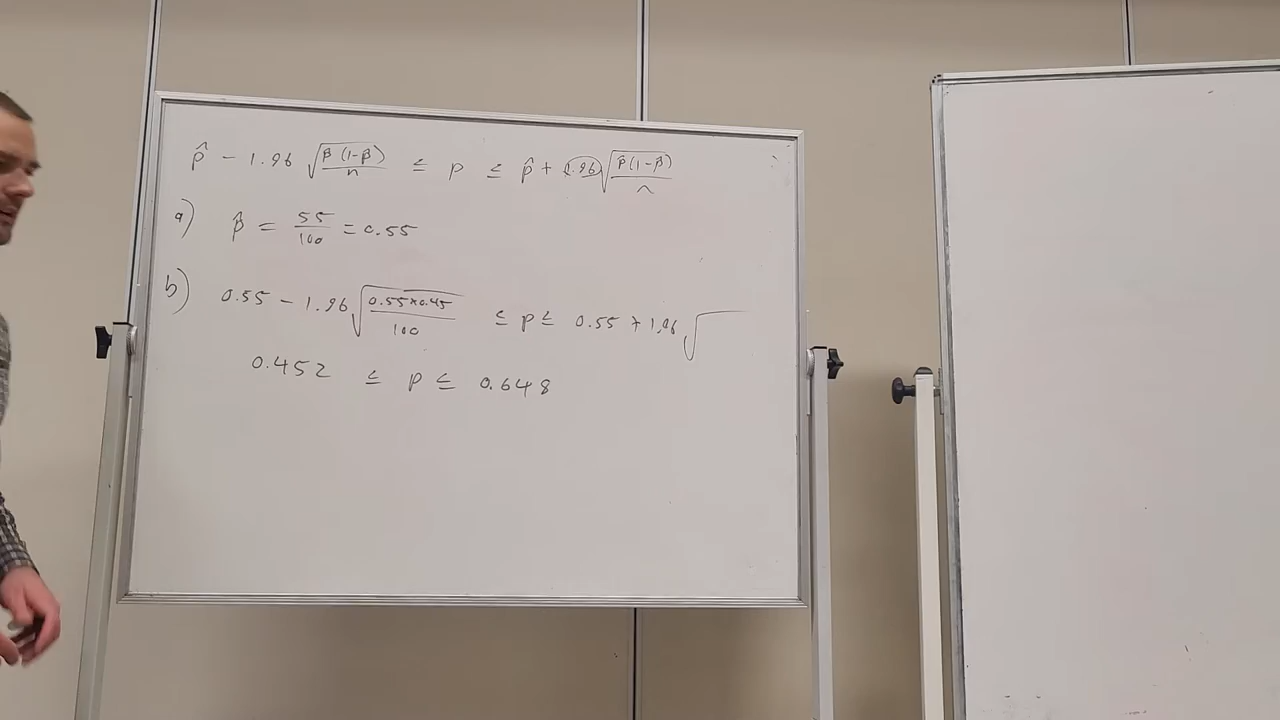 p̂ - 1.96 √(p̂(1-p̂)/n) ≤ p ≤ p̂ + 1.96 √(p̂(1-p̂)/n)
a) p̂ = 55/100 = 0.55
b) 0.55 - 1.96 √(0.55×0.45/100) ≤ p ≤ 0.55 + 1.96 √
0.452 ≤ p ≤ 0.648